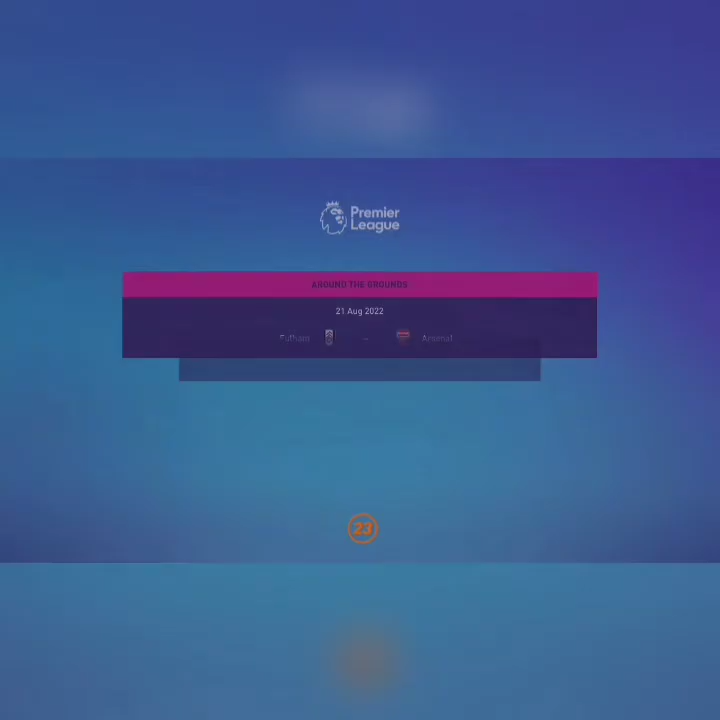 Premier
League
AROUND THE GROUNDS
21 Aug 2022
Fulham - Arsenal
23